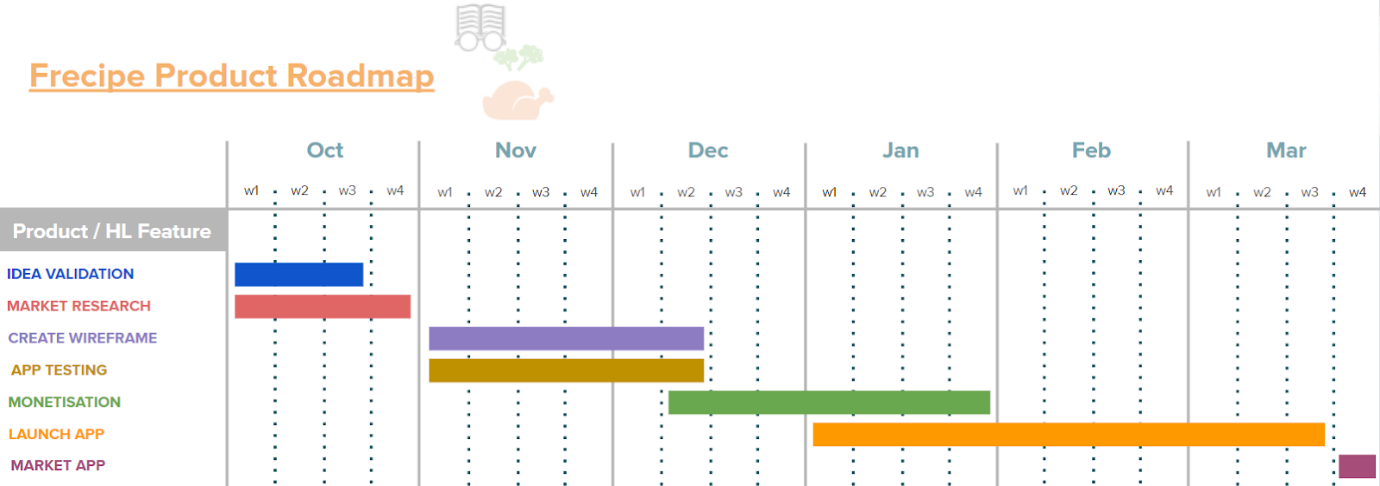 Frecipe Product Roadmap
Oct Nov Dec Jan Feb Mar
w1 w2 w3 w4 w1 w2 w3 w4 w1 w2 w3 w4 w1 w2 w3 w4 w1 w2 w3 w4 w1 w2 w3 w4
Product / HL Feature
IDEA VALIDATION
MARKET RESEARCH
CREATE WIREFRAME
APP TESTING
MONETISATION
LAUNCH APP
MARKET APP